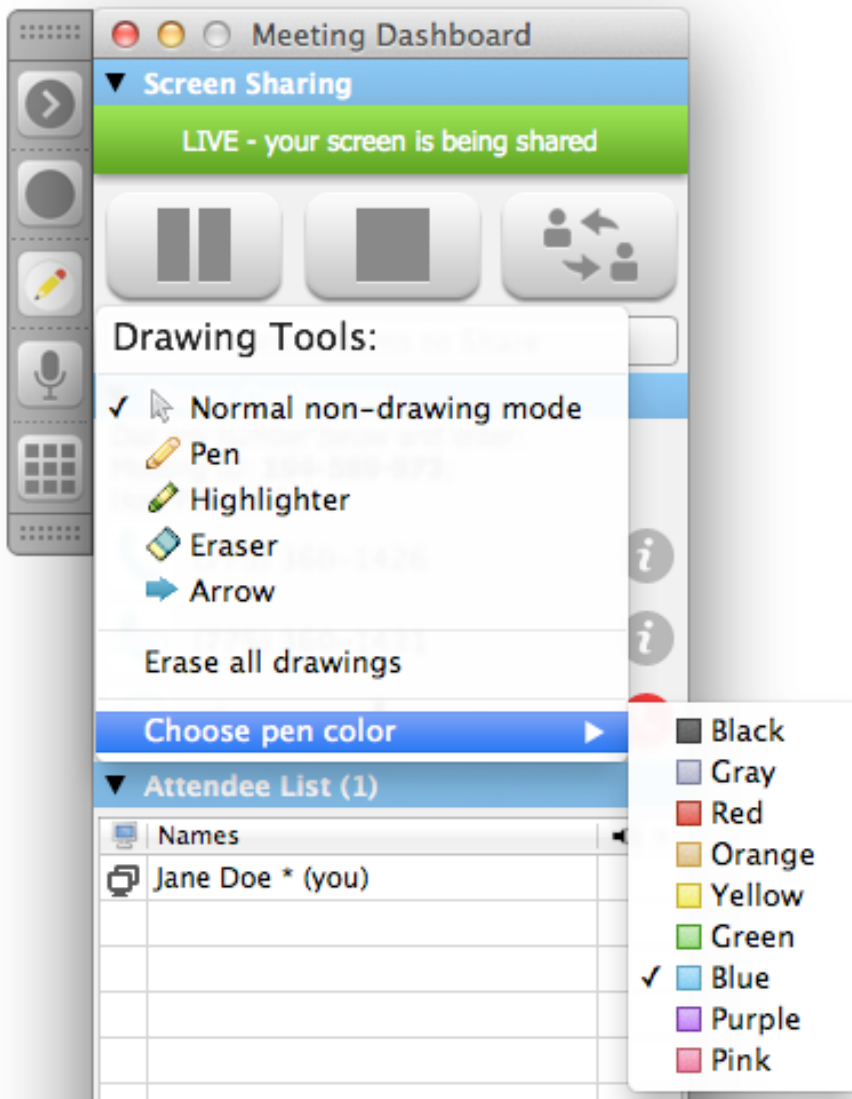 Meeting Dashboard
Screen Sharing
LIVE - your screen is being shared
Drawing Tools:
✓ Normal non-drawing mode
Pen
Highlighter
Eraser
Arrow
Erase all drawings
Choose pen color
Black
Gray
Red
Orange
Yellow
Green
✓ Blue
Purple
Pink
Attendee List (1)
Names
Jane Doe * (you)